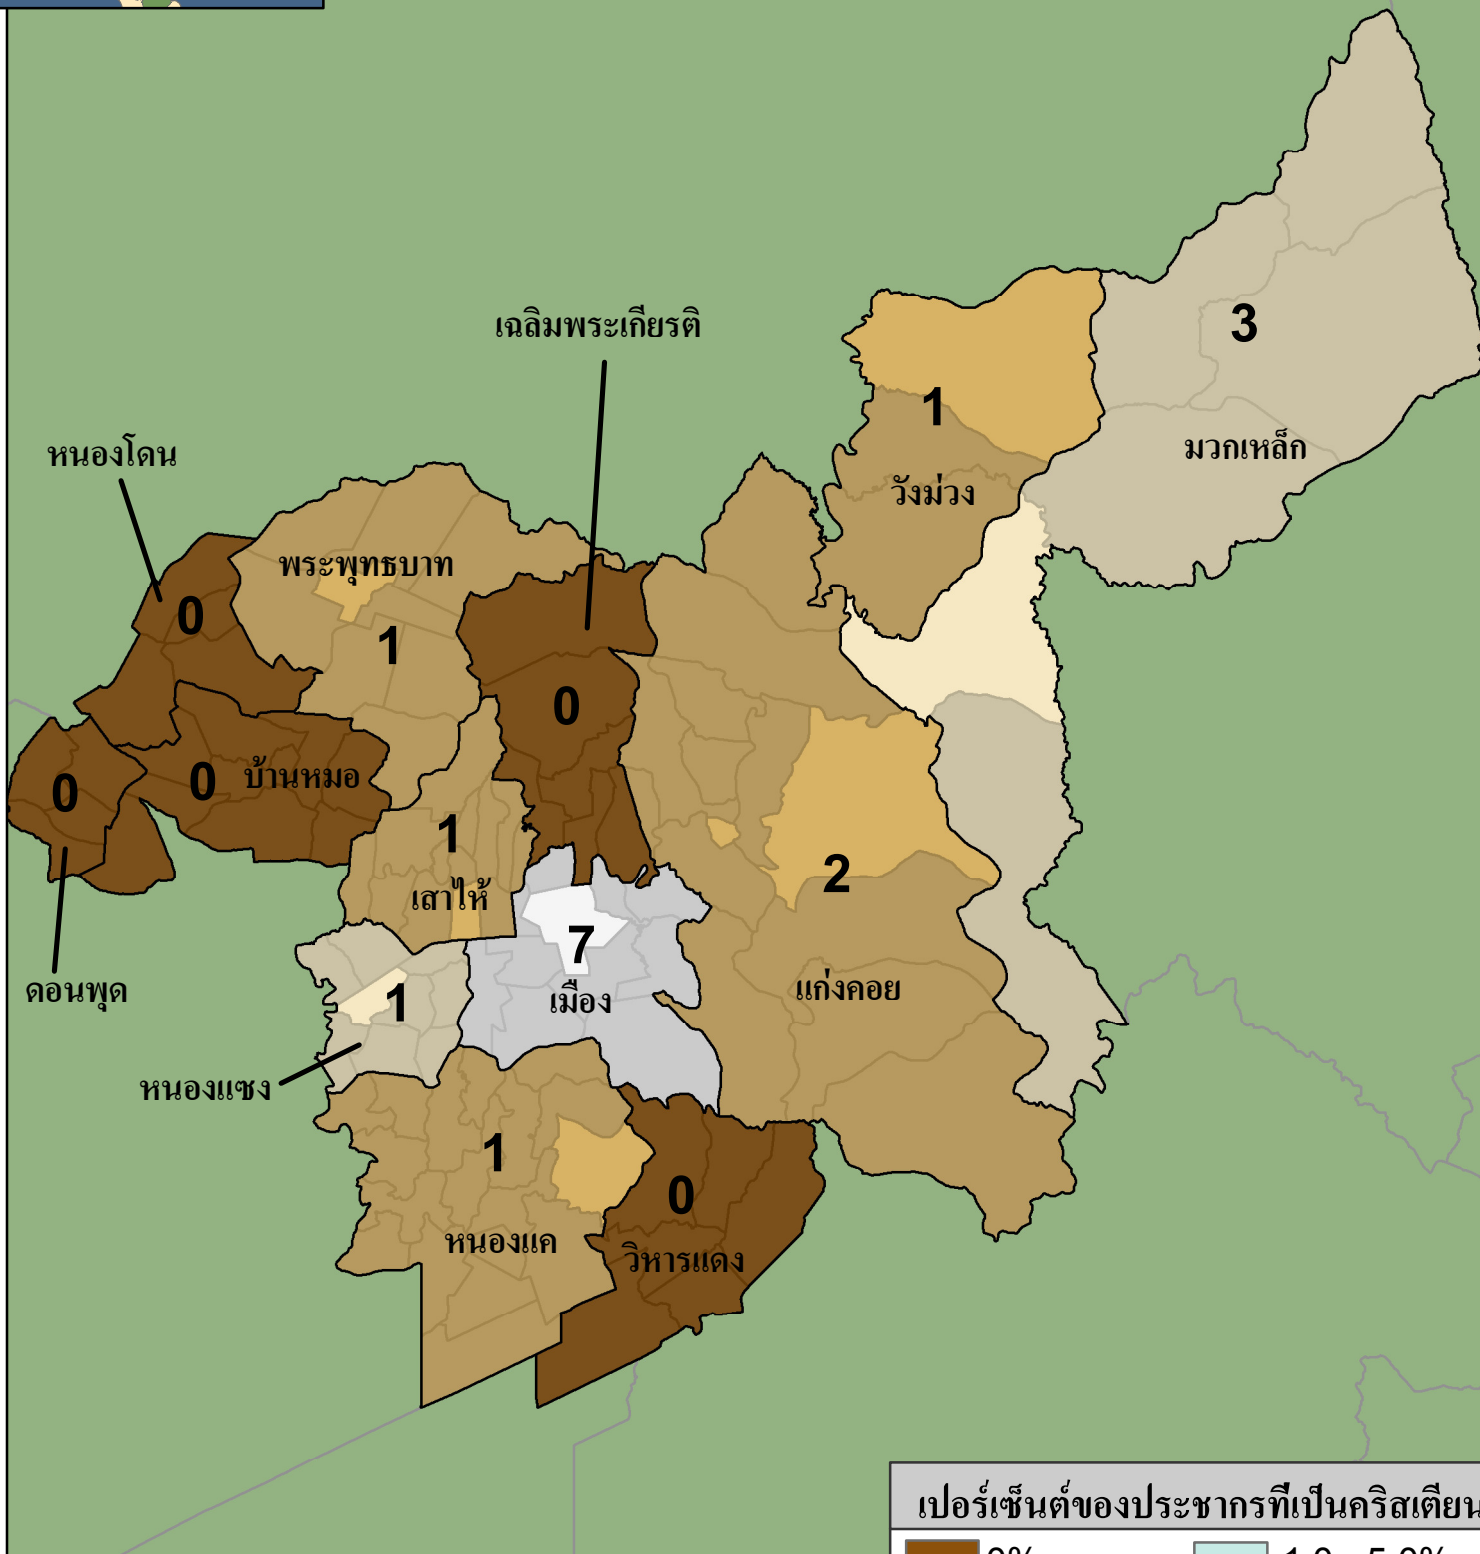 3
เฉลิมพระเกียรติ
1
มวกเหล็ก
หนองโดน
วังม่วง
พระพุทธบาท
0
1
0
0
0
บ้านหมอ
1
2
เสาไห้
7
ดอนพุด
1
เมือง
แก่งคอย
หนองแซง
1
0
หนองแค
วิหารแดง
เปอร์เซ็นต์ของประชากรที่เป็นคริสเตียน
0%